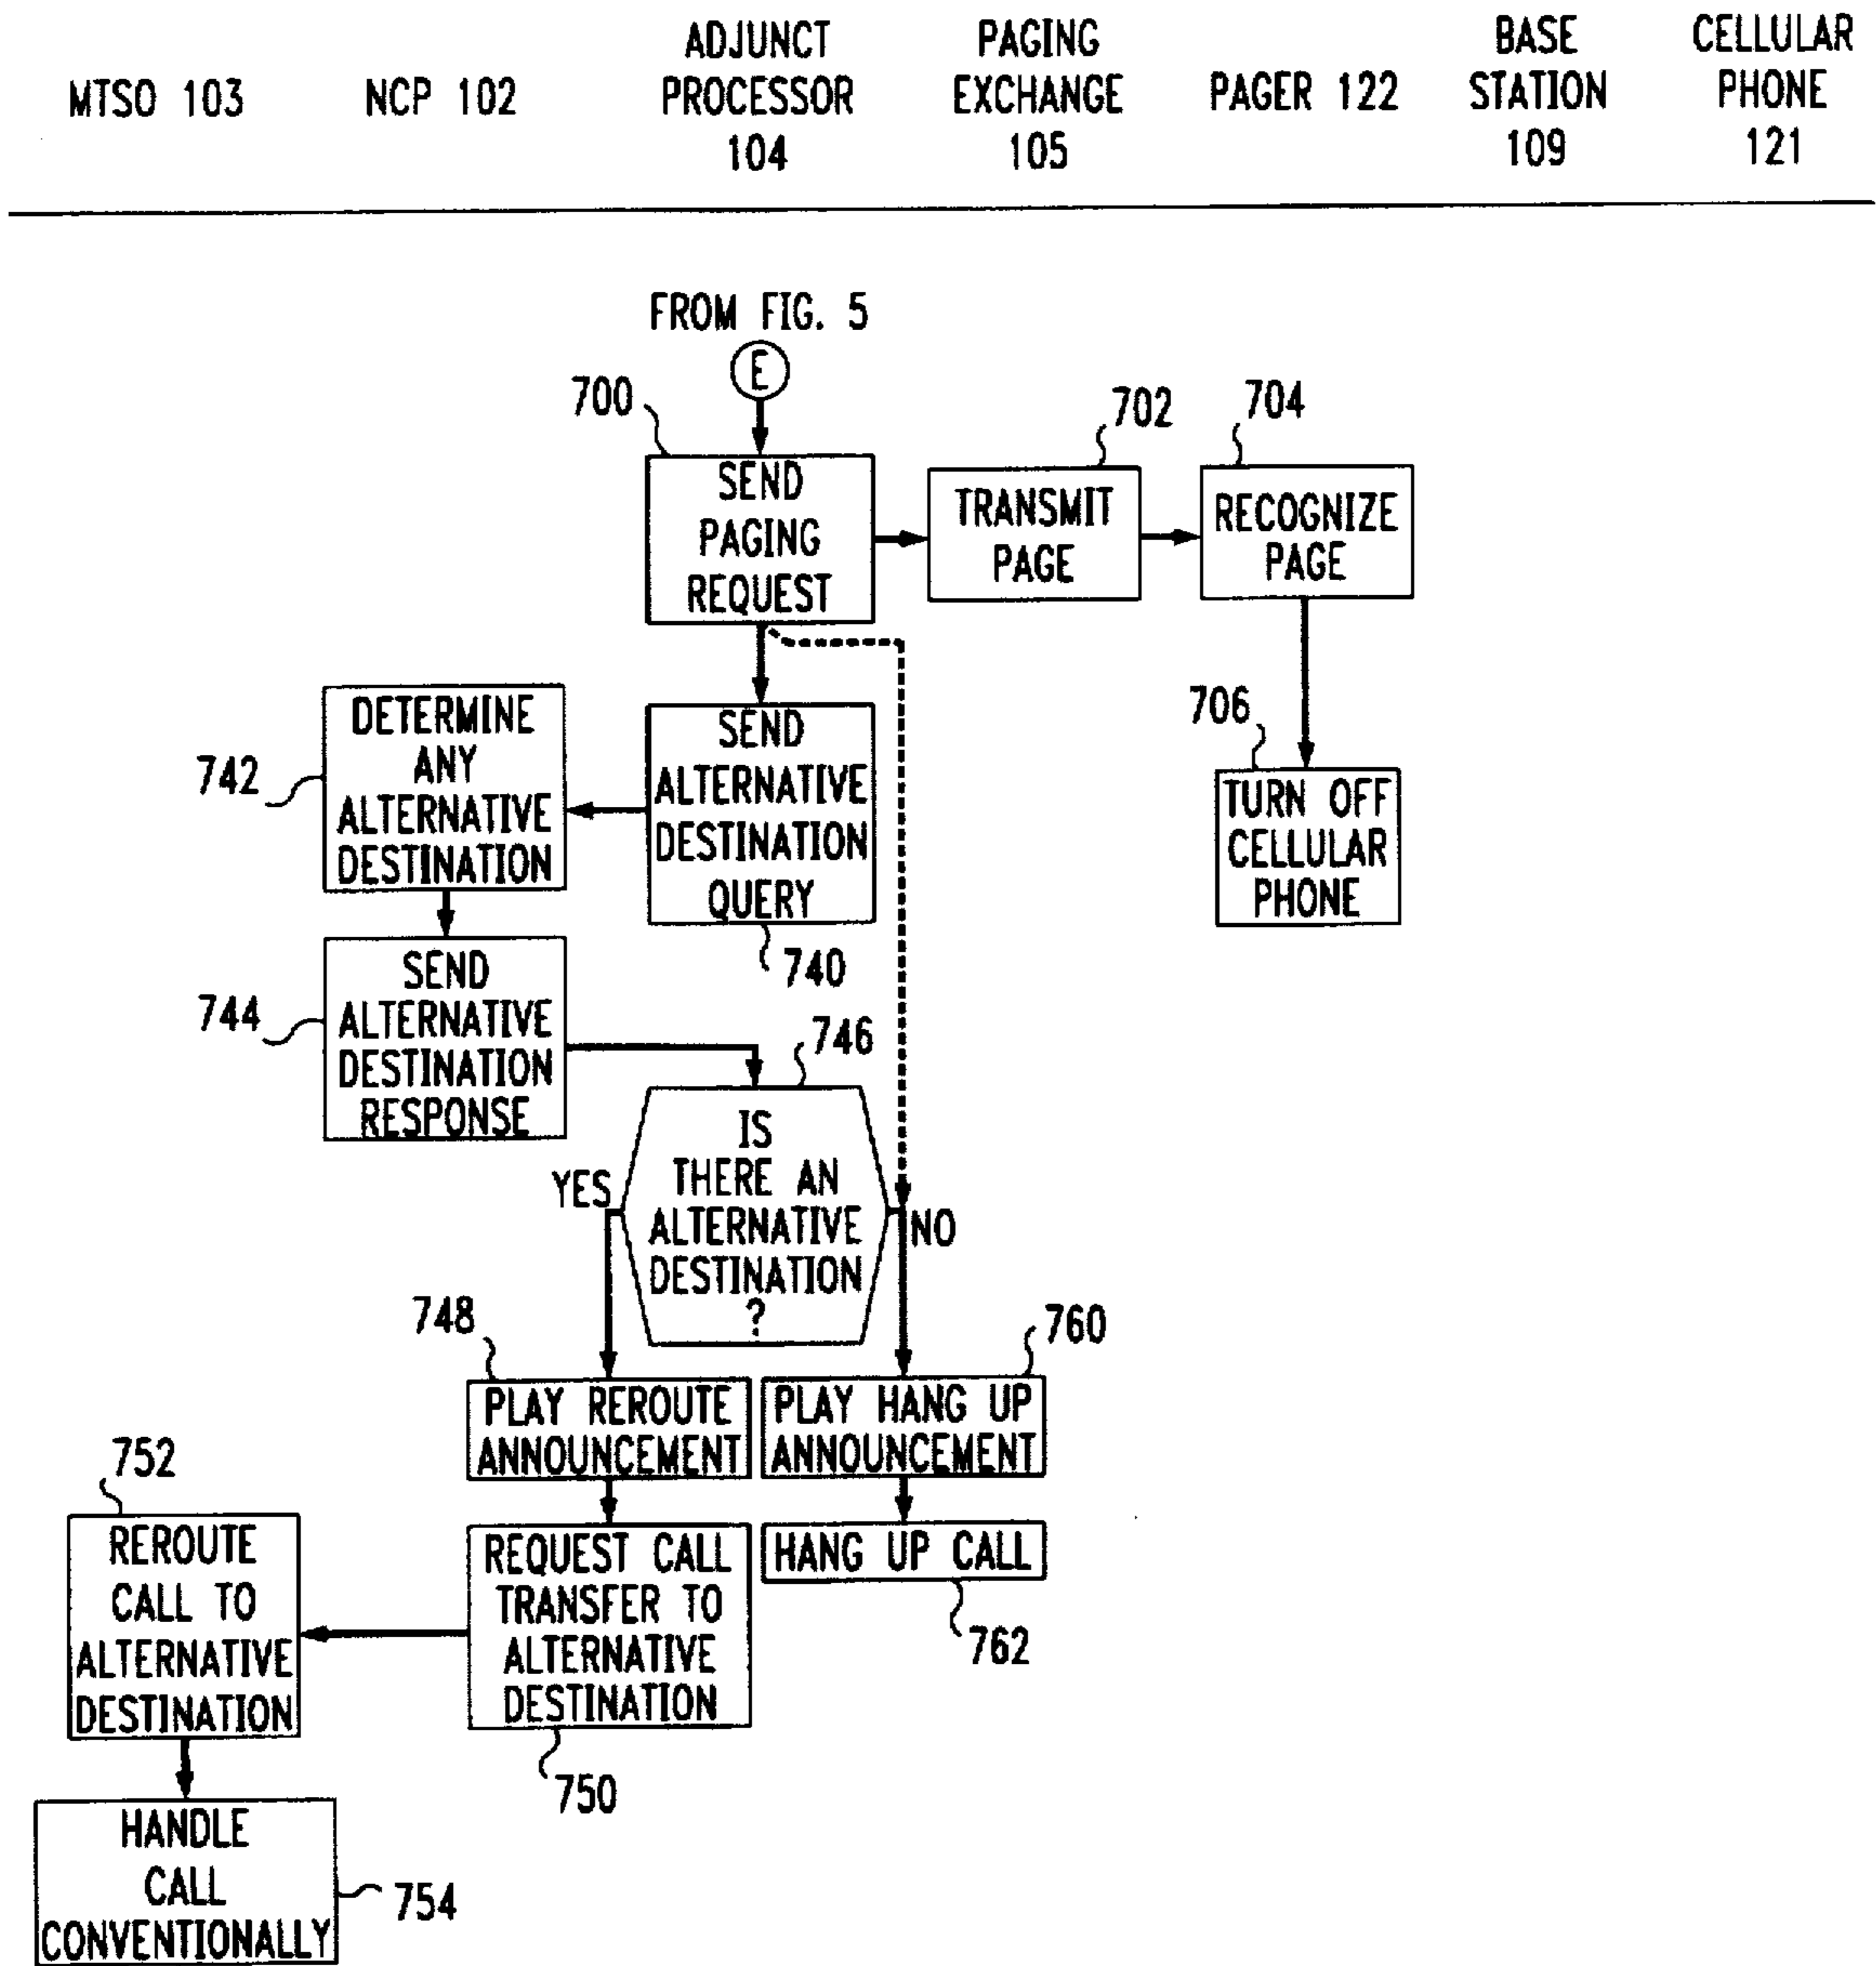 MTSO 103
NCP 102
ADJUNCT
PROCESSOR
104
PAGING
EXCHANGE
105
PAGER 122
BASE
STATION
109
CELLULAR
PHONE
121
FROM FIG. 5
E
700
SEND
PAGING
REQUEST
702
TRANSMIT
PAGE
704
RECOGNIZE
PAGE
706
TURN OFF
CELLULAR
PHONE
742
DETERMINE
ANY
ALTERNATIVE
DESTINATION
SEND
ALTERNATIVE
DESTINATION
QUERY
740
744
SEND
ALTERNATIVE
DESTINATION
RESPONSE
746
IS
THERE AN
ALTERNATIVE
DESTINATION
?
YES
NO
748
PLAY REROUTE
ANNOUNCEMENT
760
PLAY HANG UP
ANNOUNCEMENT
752
REROUTE
CALL TO
ALTERNATIVE
DESTINATION
REQUEST CALL
TRANSFER TO
ALTERNATIVE
DESTINATION
750
HANG UP CALL
762
HANDLE
CALL
CONVENTIONALLY
754